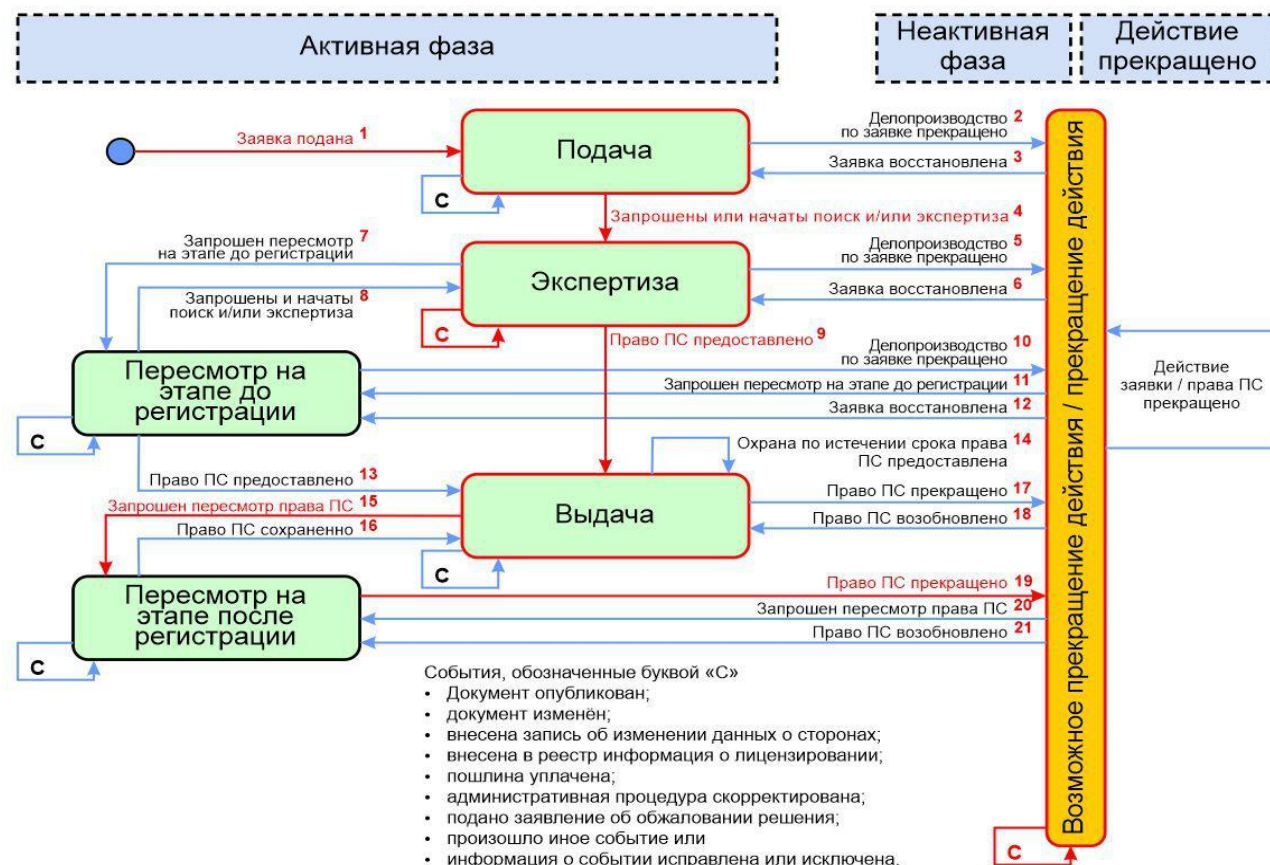 Активная фаза
Неактивная
фаза
Действие
прекращено
Заявка подана 1
Подача
Делопроизводство 2
по заявке прекращено
Заявка восстановлена 3
С
Запрошены или начаты поиск и/или экспертиза 4
Запрошен пересмотр 7
на этапе до регистрации
Экспертиза
Делопроизводство 5
по заявке прекращено
Запрошены и начаты 8
поиск и/или экспертиза
Заявка восстановлена 6
С
Право ПС предоставлено 9
Пересмотр на
этапе до
регистрации
Делопроизводство 10
по заявке прекращено
Запрошен пересмотр на этапе до регистрации 11
Заявка восстановлена 12
С
Действие
заявки / права ПС
прекращено
Охрана по истечении срока права 14
ПС предоставлена
Право ПС предоставлено 13
Запрошен пересмотр права ПС 15
Право ПС сохраненно 16
Выдача
Право ПС прекращено 17
Право ПС возобновлено 18
С
Пересмотр на
этапе после
регистрации
Право ПС прекращено 19
Запрошен пересмотр права ПС 20
Право ПС возобновлено 21
С
Возможное прекращение действия / прекращение действия
С
События, обозначенные буквой «С»
• Документ опубликован;
• документ изменён;
• внесена запись об изменении данных о сторонах;
• внесена в реестр информация о лицензировании;
• пошлина уплачена;
• административная процедура скорректирована;
• подано заявление об обжаловании решения;
• произошло иное событие или
• информация о событии исправлена или исключена.